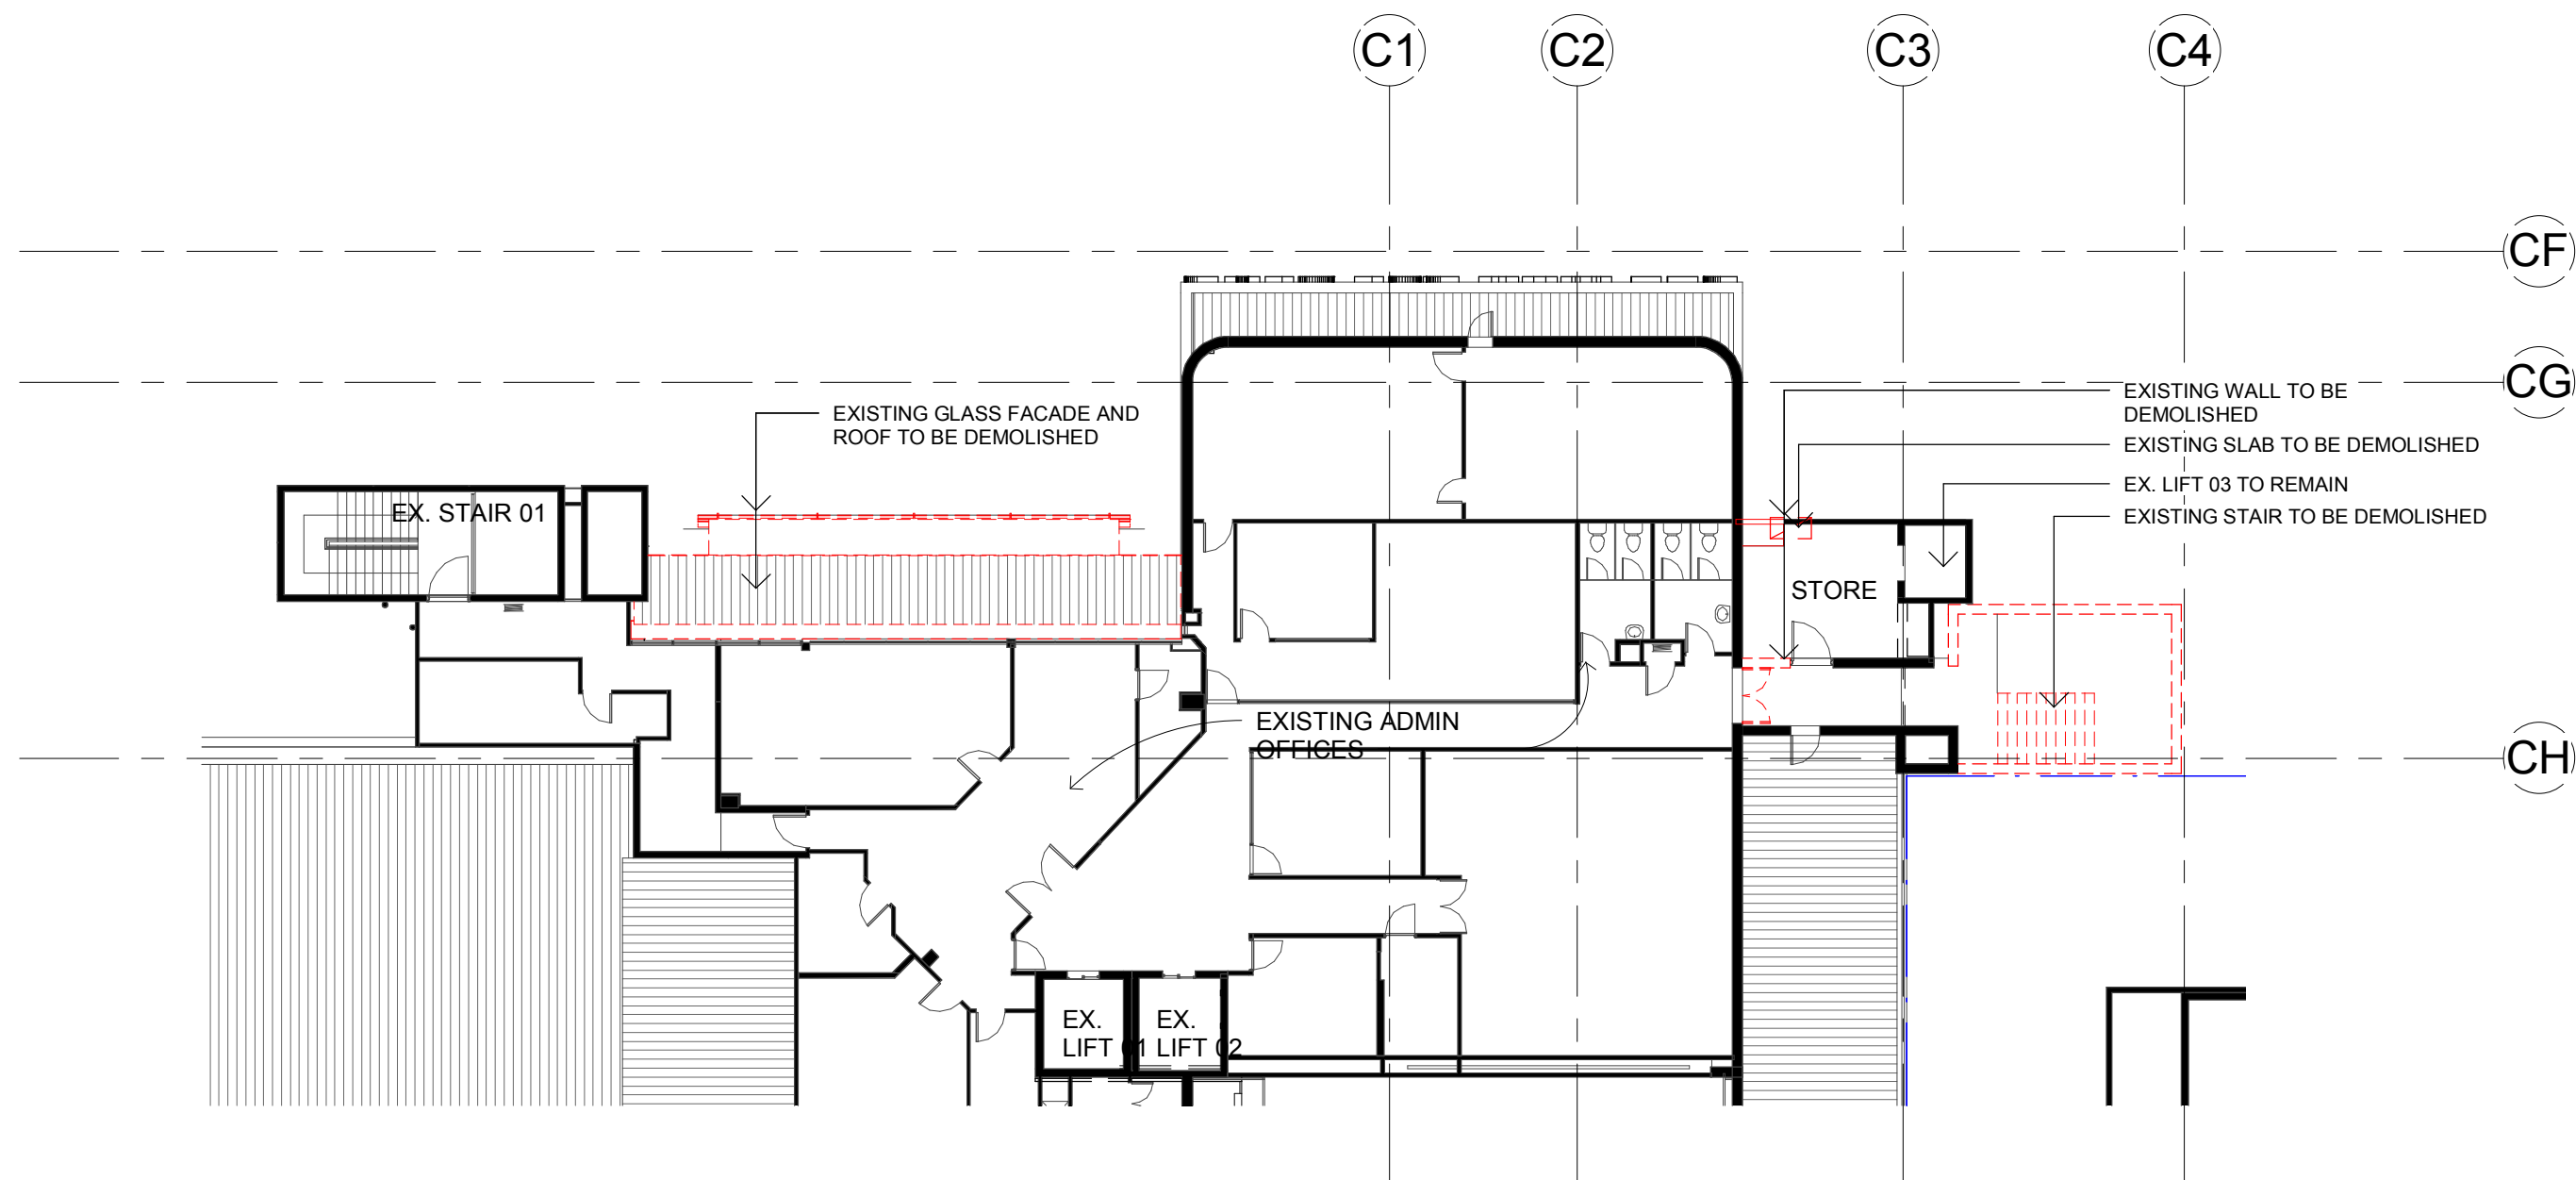 C1
C2
C3
C4
CF
CG
EXISTING WALL TO BE
DEMOLISHED
EXISTING GLASS FACADE AND
ROOF TO BE DEMOLISHED
EXISTING SLAB TO BE DEMOLISHED
EX. LIFT 03 TO REMAIN
EXISTING STAIR TO BE DEMOLISHED
EX. STAIR 01
STORE
EXISTING ADMIN
OFFICES
CH
EX.
LIFT 01
EX.
LIFT 02